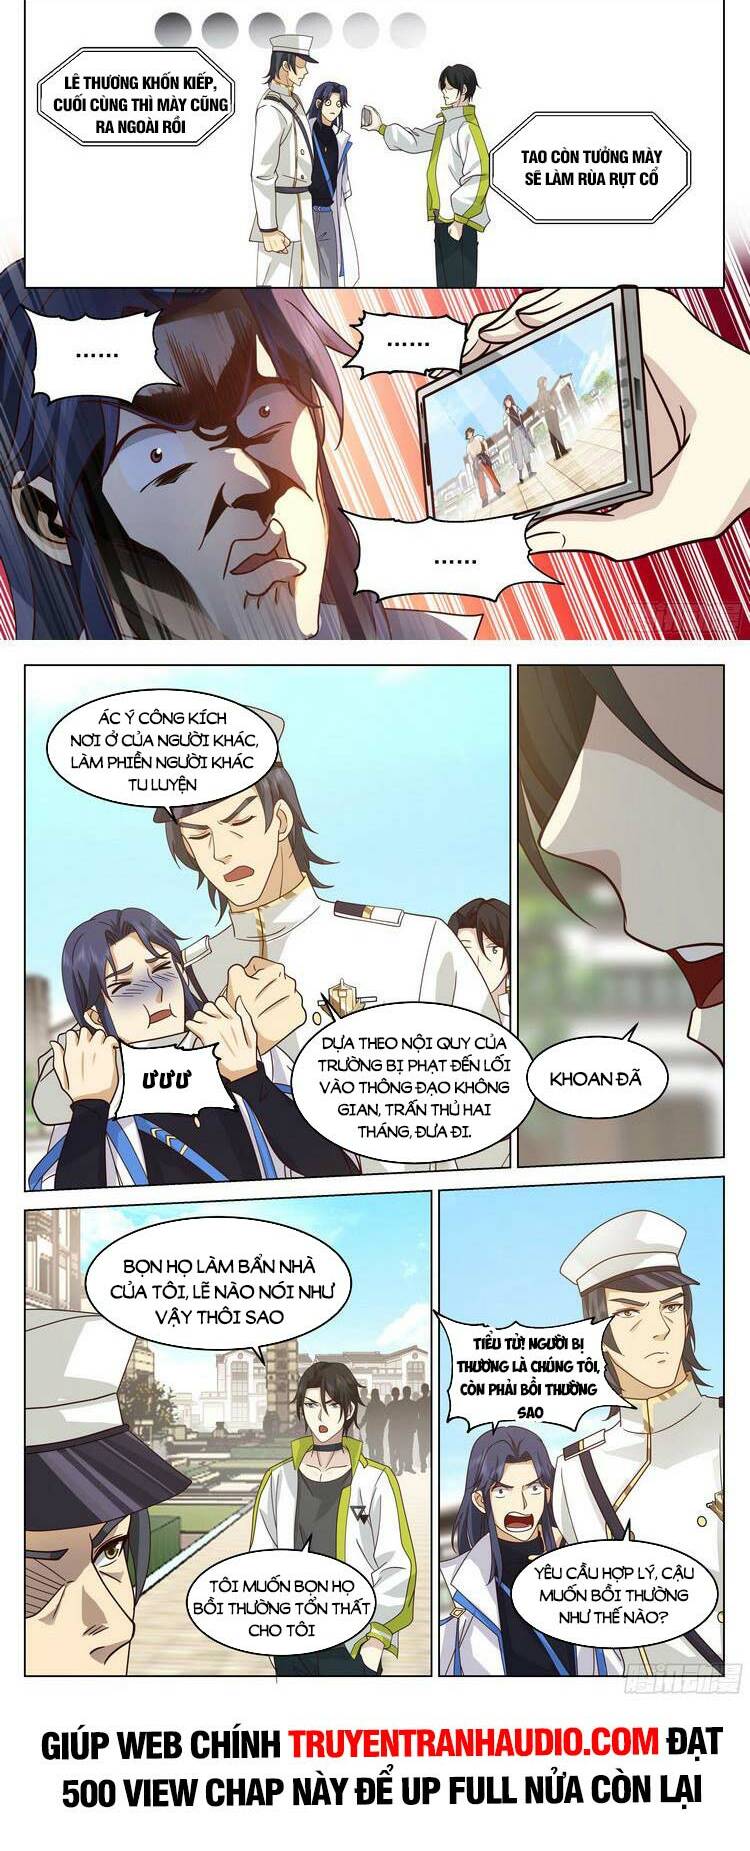 LÊ THƯƠNG KHỐN KIẾP,
CUỐI CÙNG THÌ MÀY CŨNG
RA NGOÀI RỒI
TAO CÒN TƯỞNG MÀY
SẼ LÀM RÙA RỤT CỔ
......
......
......
ÁC Ý CÔNG KÍCH
NƠI Ở CỦA NGƯỜI KHÁC,
LÀM PHIỀN NGƯỜI KHÁC
TU LUYỆN
ƯƯƯ
DỰA THEO NỘI QUY CỦA
TRƯỜNG BỊ PHẠT ĐẾN LỐI
VÀO THÔNG ĐẠO KHÔNG
GIAN, TRẤN THỦ HAI
THÁNG, ĐƯA ĐI.
KHOAN ĐÃ
BỌN HỌ LÀM BẨN NHÀ
CỦA TÔI, LẼ NÀO NÓI NHƯ
VẬY THÔI SAO
TÔI MUỐN BỌN HỌ
BỒI THƯỜNG TỔN THẤT
CHO TÔI
TIỂU TỬ! NGƯỜI BỊ
THƯƠNG LÀ CHÚNG TÔI,
CÒN PHẢI BỒI THƯỜNG
SAO
YÊU CẦU HỢP LÝ, CẬU
MUỐN BỒI THƯỜNG
NHƯ THẾ NÀO?
GIÚP WEB CHÍNH TRUYENTRANHAUDIO.COM ĐẠT
500 VIEW CHAP NÀY ĐỂ UP FULL NỬA CÒN LẠI